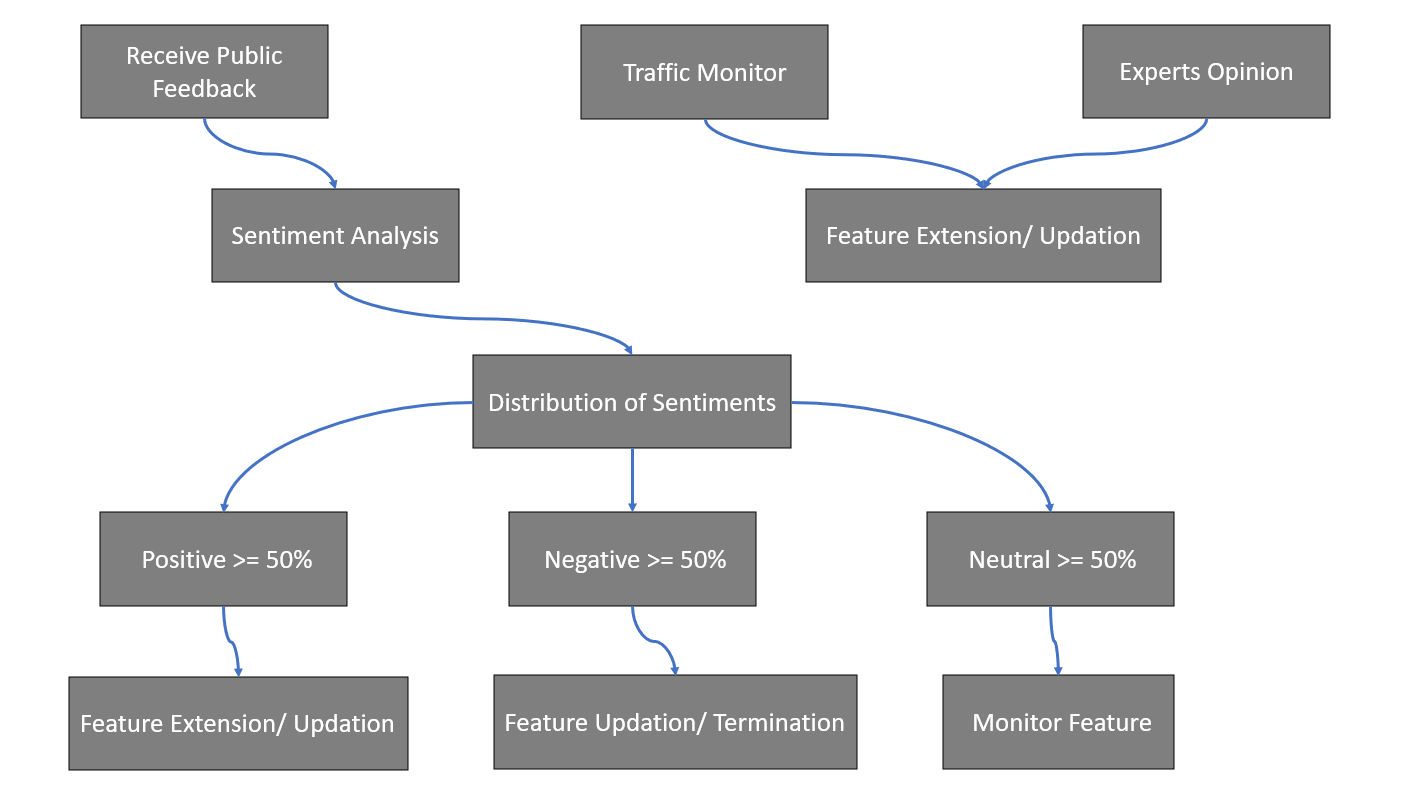 Receive Public
Feedback
Traffic Monitor
Experts Opinion
Sentiment Analysis
Feature Extension/ Updation
Distribution of Sentiments
Positive >= 50%
Negative >= 50%
Neutral >= 50%
Feature Extension/ Updation
Feature Updation/ Termination
Monitor Feature